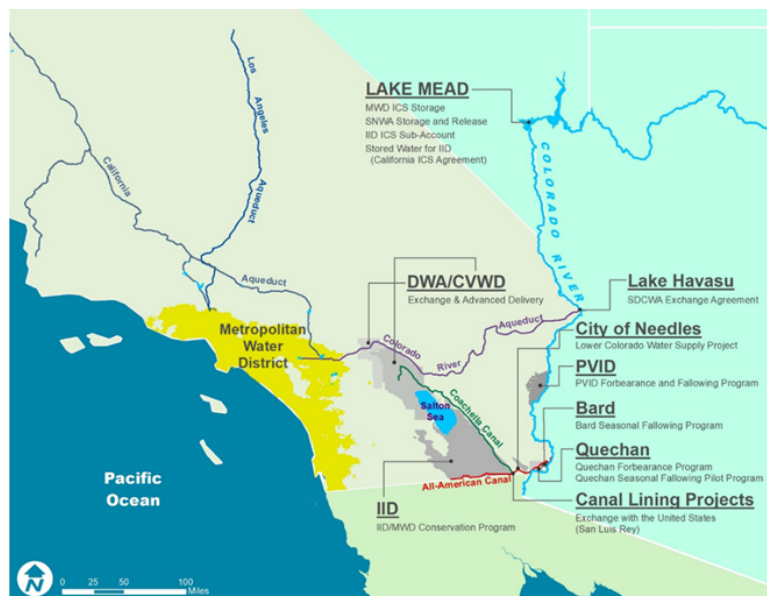 Los
Angeles
Aqueduct
California
Aqueduct
LAKE MEAD
MWD ICS Storage
SNWA Storage and Release
IID ICS Sub-Account
Stored Water for IID
(California ICS Agreement)
COLORADO RIVER
DWA/CVWD
Exchange & Advanced Delivery
Lake Havasu
SDCWA Exchange Agreement
Metropolitan
Water
District
Colorado
River
Aqueduct
City of Needles
Lower Colorado Water Supply Project
PVID
PVID Forbearance and Fallowing Program
Salton
Sea
Coachella Canal
Bard
Bard Seasonal Fallowing Program
Quechan
Quechan Forbearance Program
Quechan Seasonal Fallowing Pilot Program
All-American Canal
Pacific
Ocean
IID
IID/MWD Conservation Program
Canal Lining Projects
Exchange with the United States
(San Luis Rey)
N
0 25 50 100
Miles